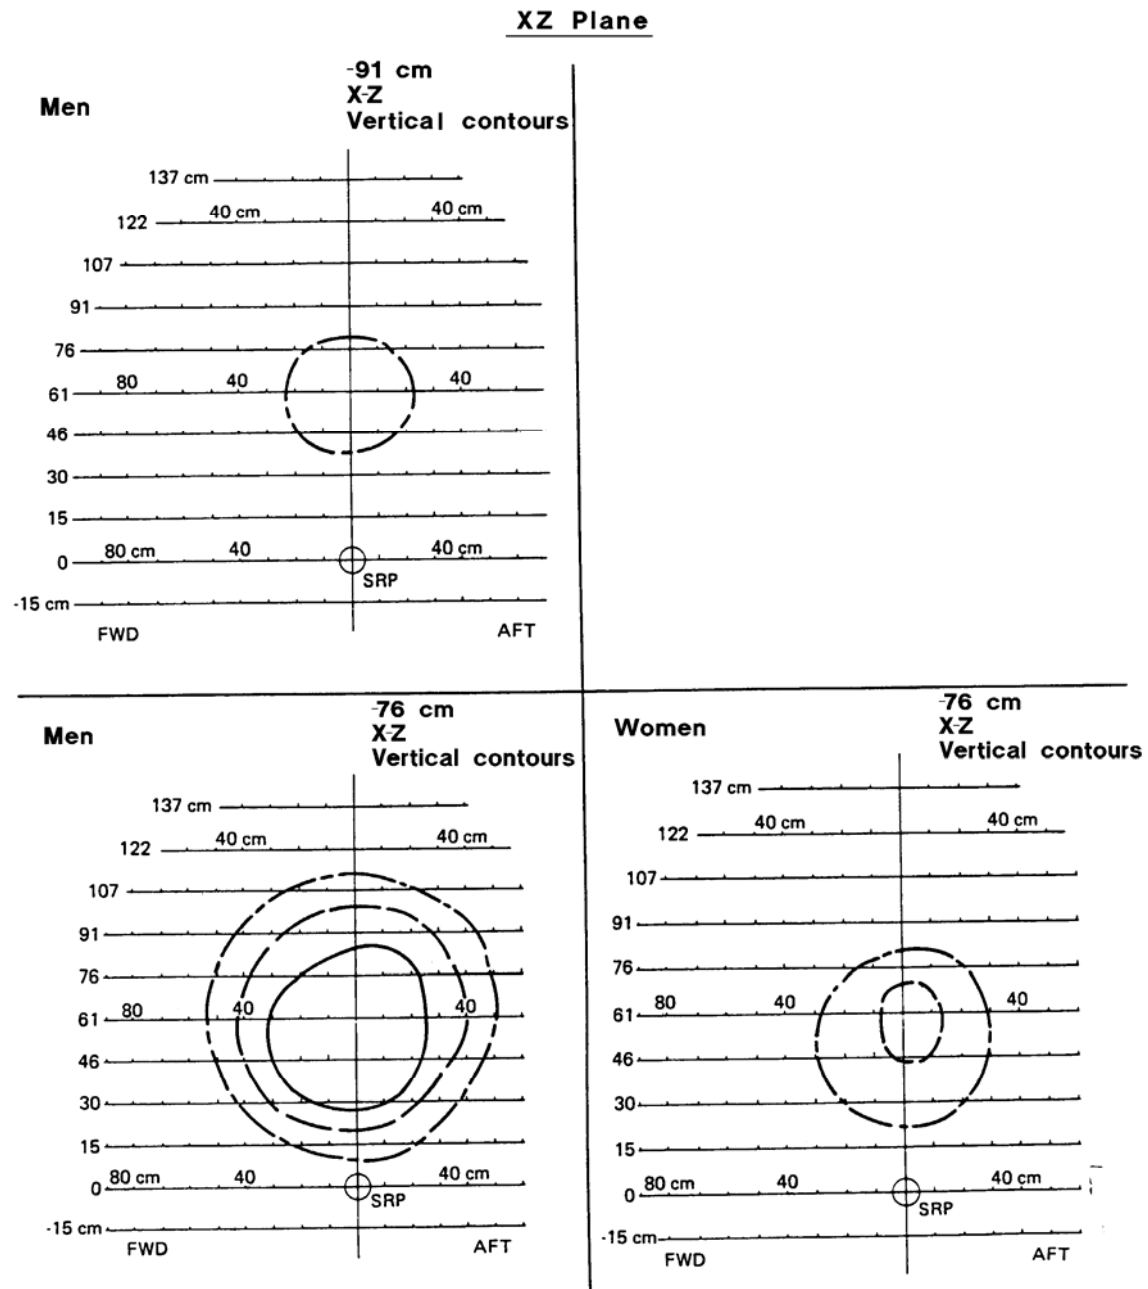 XZ Plane
Men
-91 cm
X-Z
Vertical contours
137 cm
40 cm 40 cm
122
107
91
76
80 40 40
61
46
30
15
80 cm 40 40 cm
0
SRP
-15 cm
FWD AFT
Men
-76 cm
X-Z
Vertical contours
137 cm
40 cm 40 cm
122
107
91
76
80 40 40
61
46
30
15
80 cm 40 40 cm
0
SRP
-15 cm
FWD AFT
Women
-76 cm
X-Z
Vertical contours
137 cm
40 cm 40 cm
122
107
91
76
80 40 40
61
46
30
15
80 cm 40 40 cm
0
SRP
-15 cm
FWD AFT